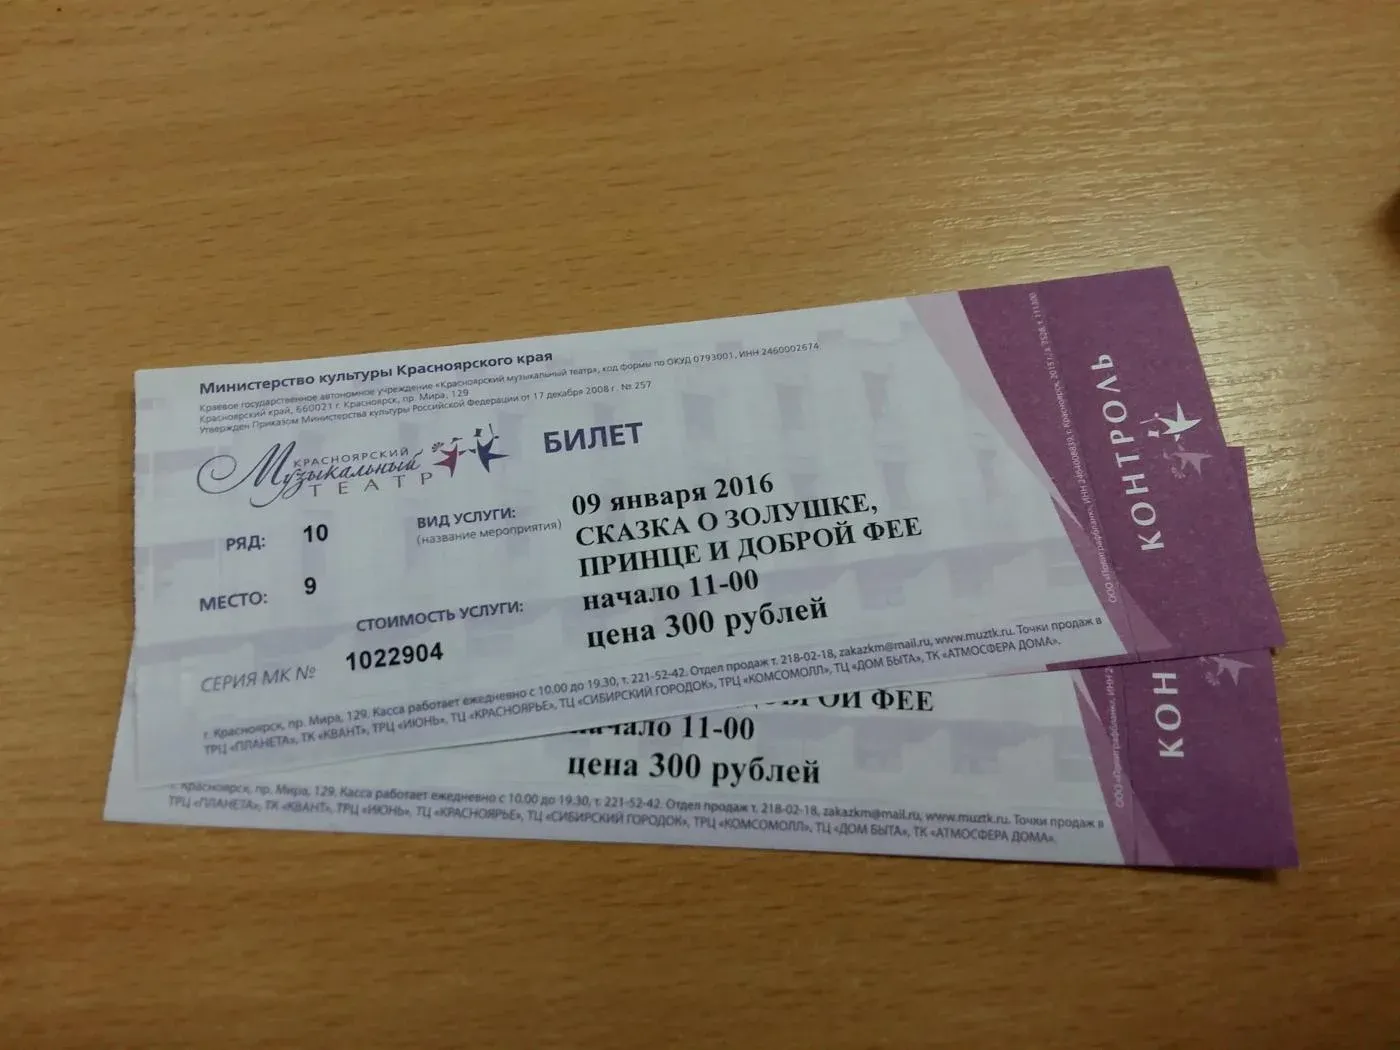 Министерство культуры Красноярского края
Краевое государственное автономное учреждение «Красноярский музыкальный театр», код формы по ОКУД 0793001, ИНН 2460002674
Красноярский край, 660021 г. Красноярск, пр. Мира, 129
Утвержден Приказом Министерства культуры Российской Федерации от 17 декабря 2008 г. № 257
КРАСНОЯРСКИЙ
Музыкальный
ТЕАТР
БИЛЕТ
РЯД: 10
МЕСТО: 9
ВИД УСЛУГИ:
(название мероприятия)
09 января 2016
СКАЗКА О ЗОЛУШКЕ,
ПРИНЦЕ И ДОБРОЙ ФЕЕ
начало 11-00
СТОИМОСТЬ УСЛУГИ: цена 300 рублей
СЕРИЯ МК № 1022904
г. Красноярск, пр. Мира, 129. Касса работает ежедневно с 10.00 до 19.30, т. 221-52-42. Отдел продаж т. 218-02-18, zakazkm@mail.ru, www.muztk.ru. Точки продаж в
ТРЦ «ПЛАНЕТА», ТК «КВАНТ», ТРЦ «ИЮНЬ», ТЦ «КРАСНОЯРЬЕ», ТЦ «СИБИРСКИЙ ГОРОДОК», ТРЦ «КОМСОМОЛЛ», ТЦ «ДОМ БЫТА», ТК «АТМОСФЕРА ДОМА».
КОНТРОЛЬ
ФЕЕ
начало 11-00
цена 300 рублей
г. Красноярск, пр. Мира, 129. Касса работает ежедневно с 10.00 до 19.30, т. 221-52-42. Отдел продаж т. 218-02-18, zakazkm@mail.ru, www.muztk.ru. Точки продаж в
ТРЦ «ПЛАНЕТА», ТК «КВАНТ», ТРЦ «ИЮНЬ», ТЦ «КРАСНОЯРЬЕ», ТЦ «СИБИРСКИЙ ГОРОДОК», ТРЦ «КОМСОМОЛЛ», ТЦ «ДОМ БЫТА», ТК «АТМОСФЕРА ДОМА».
КОН